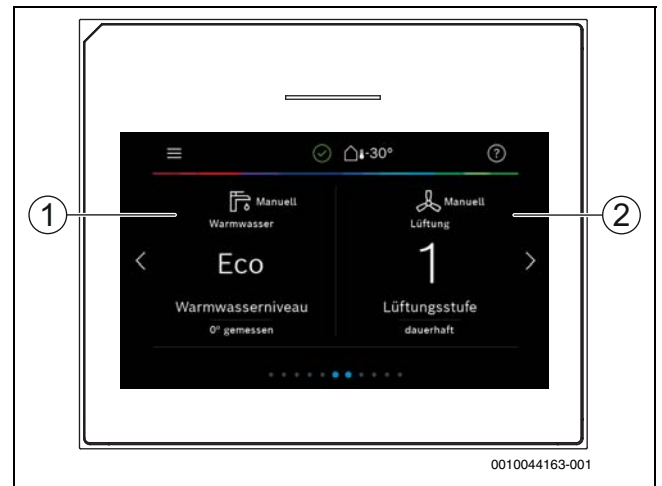 -30°
?
Manuell
Warmwasser
Eco
Warmwasserniveau
0° gemessen
Manuell
Lüftung
1
Lüftungsstufe
dauerhaft
1
2
0010044163-001